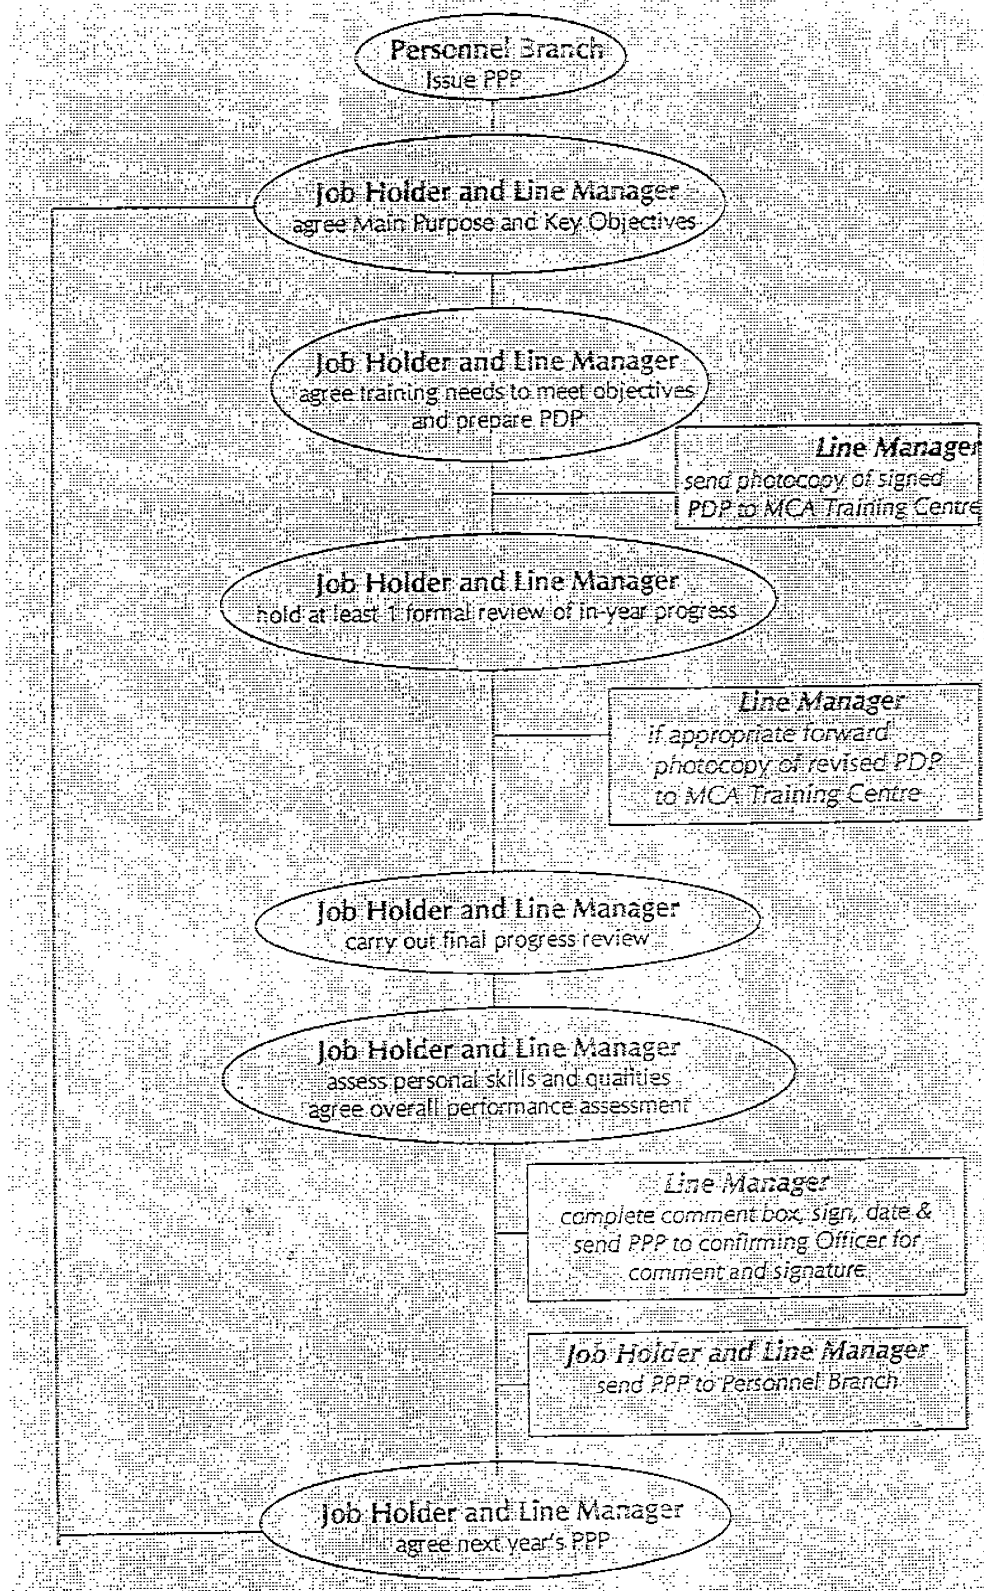 Personnel Branch
Issue PPP
Job Holder and Line Manager
agree Main Purpose and Key Objectives
Job Holder and Line Manager
agree training needs to meet objectives
and prepare PDP
Line Manager
send photocopy of signed
PDP to MCA Training Centre
Job Holder and Line Manager
hold at least 1 formal review of in-year progress
Line Manager
if appropriate forward
photocopy of revised PDP
to MCA Training Centre
Job Holder and Line Manager
carry out final progress review
Job Holder and Line Manager
assess personal skills and qualities
agree overall performance assessment
Line Manager
complete comment box, sign, date &
send PPP to confirming Officer for
comment and signature
Job Holder and Line Manager
send PPP to Personnel Branch
Job Holder and Line Manager
agree next year's PPP